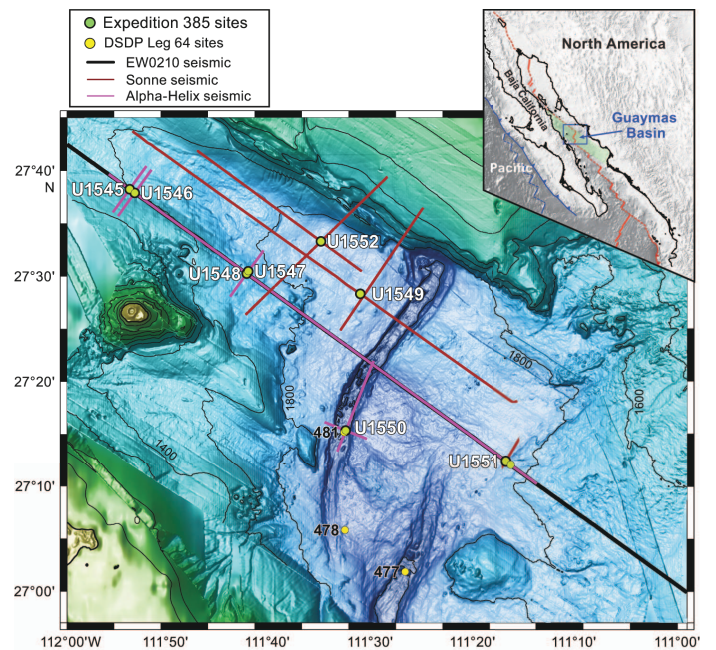 Expedition 385 sites
DSDP Leg 64 sites
EW0210 seismic
Sonne seismic
Alpha-Helix seismic
North America
Baja California
Guaymas
Basin
Pacific
27°40'
N
27°30'
27°20'
27°10'
27°00'
U1545
U1546
U1552
U1548
U1547
U1549
1800
1800
1600
481
U1550
1400
U1551
478
477
112°00'W
111°50'
111°40'
111°30'
111°20'
111°10'
111°00'